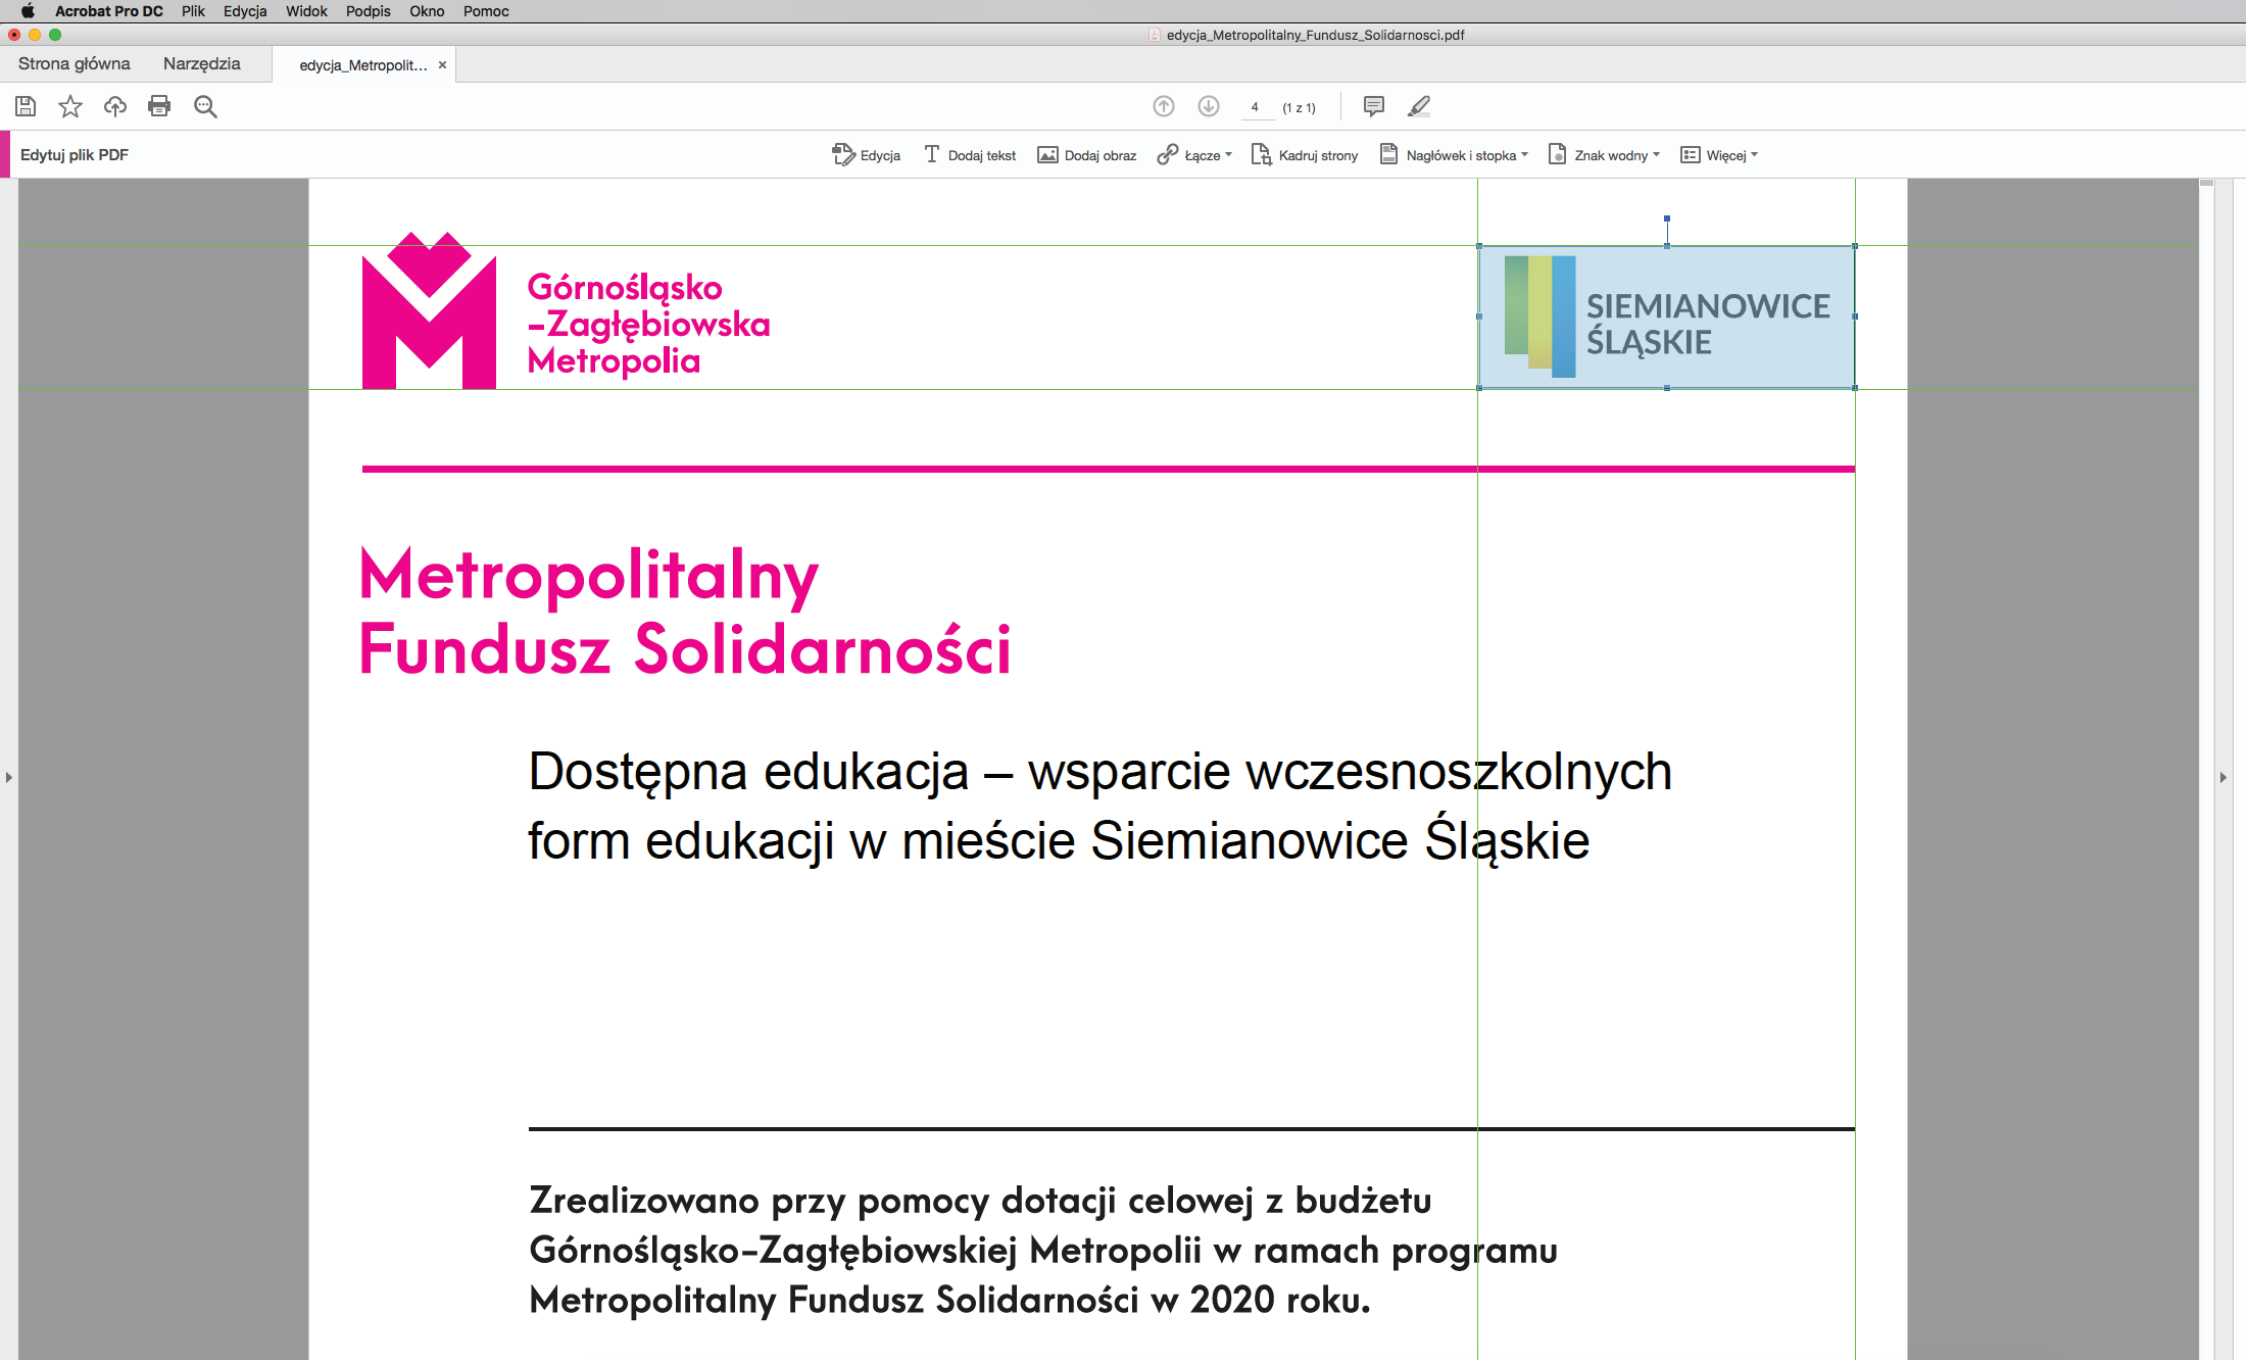 Acrobat Pro DC Plik Edycja Widok Podpis Okno Pomoc
edycja_Metropolitalny_Fundusz_Solidarnosci.pdf
Strona główna Narzędzia edycja_Metropolit... ×
4 (1 z 1)
Edytuj plik PDF Edycja Dodaj tekst Dodaj obraz Łącze Kadruj strony Nagłówek i stopka Znak wodny Więcej
Górnośląsko
-Zagłębiowska
Metropolia
SIEMIANOWICE
ŚLĄSKIE
Metropolitalny
Fundusz Solidarności
Dostępna edukacja – wsparcie wczesnoszkolnych
form edukacji w mieście Siemianowice Śląskie
Zrealizowano przy pomocy dotacji celowej z budżetu
Górnośląsko-Zagłębiowskiej Metropolii w ramach programu
Metropolitalny Fundusz Solidarności w 2020 roku.